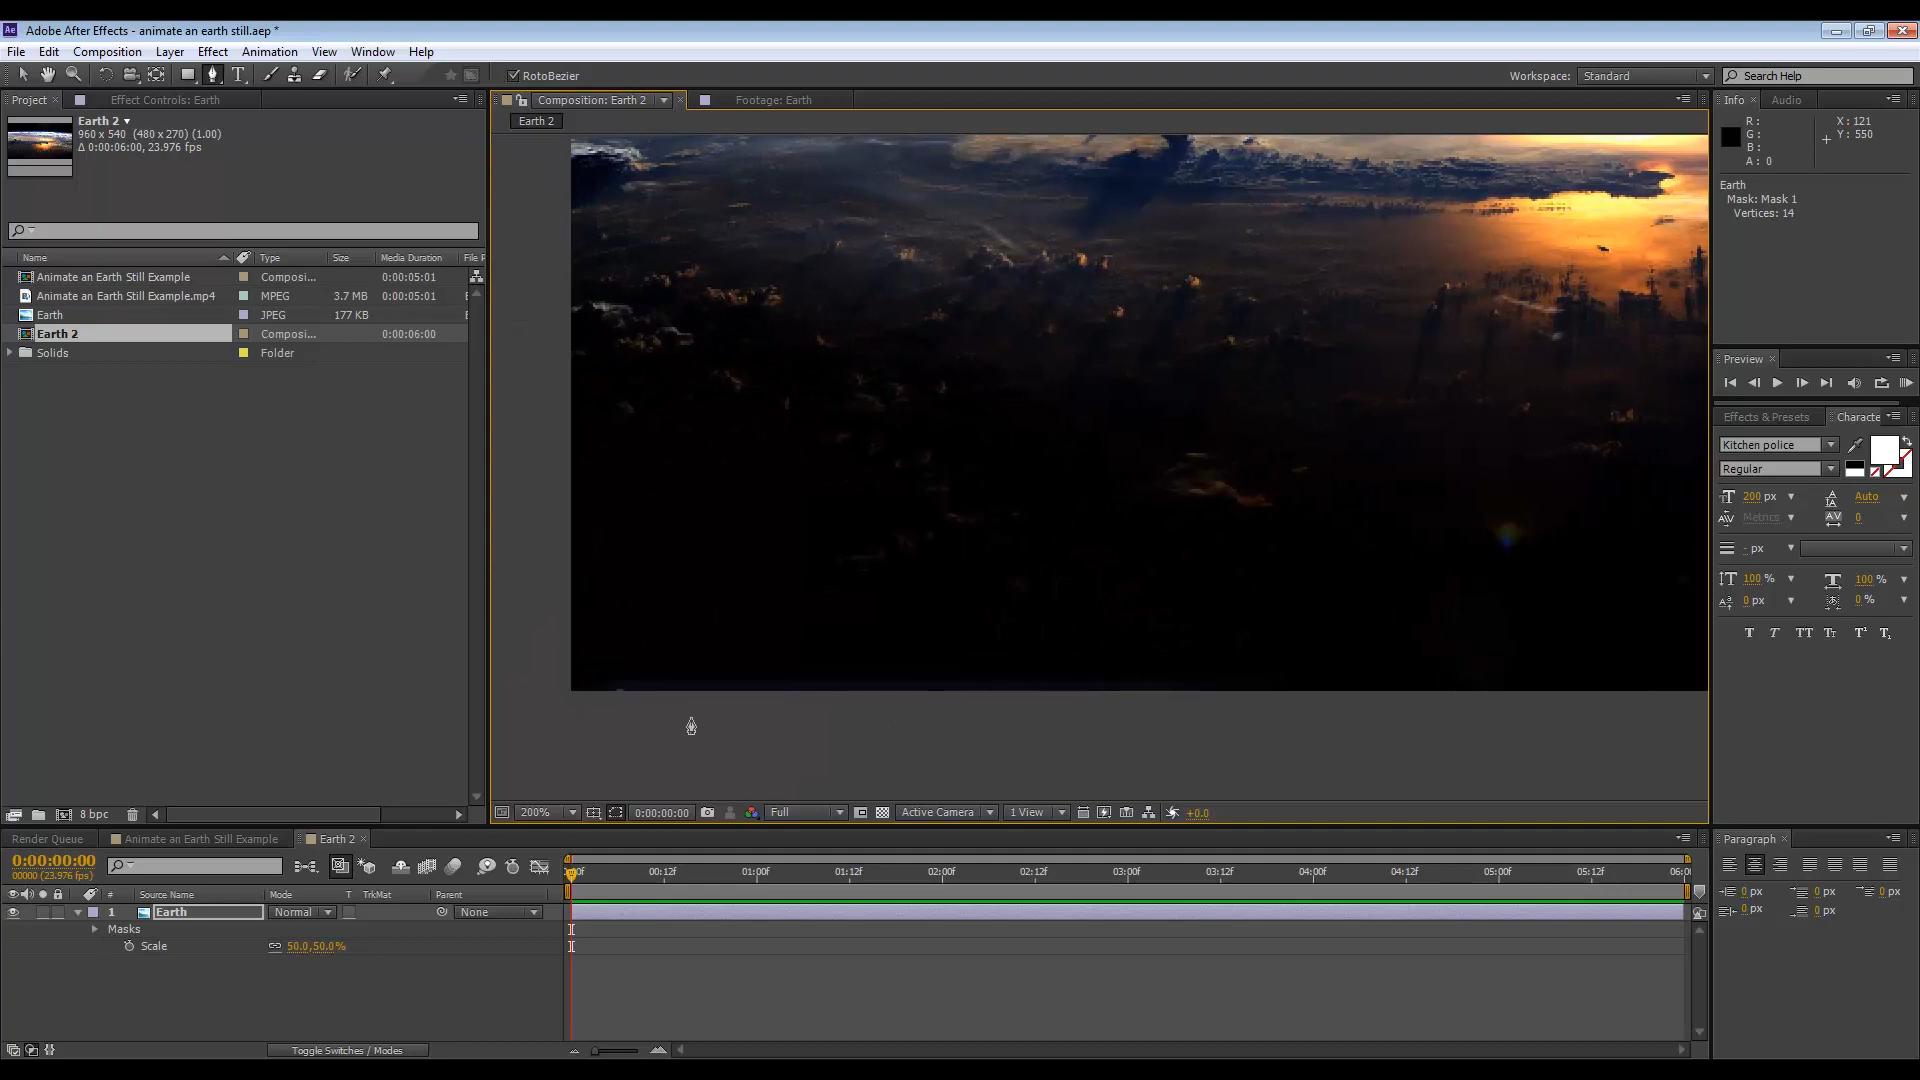 Adobe After Effects - animate an earth still.aep *
File Edit Composition Layer Effect Animation View Window Help
RotoBezier
Workspace: Standard
Search Help
Project
Effect Controls: Earth
Composition: Earth 2
Footage: Earth
Info
Audio
Earth 2
960 x 540 (480 x 270) (1.00)
Δ 0:00:06:00, 23.976 fps
Earth 2
R :
G :
B :
A : 0
X : 121
Y : 550
Earth
Mask: Mask 1
Vertices: 14
Name Type Size Media Duration File P
Animate an Earth Still Example Composi... 0:00:05:01
Animate an Earth Still Example.mp4 MPEG 3.7 MB 0:00:05:01
Earth JPEG 177 KB
Earth 2 Composi... 0:00:06:00
Solids Folder
Preview
Effects & Presets
Characte
Kitchen police
Regular
200 px
Auto
Metrics
0
- px
100 %
100 %
0 px
0 %
T T TT Tт T¹ T₁
8 bpc
200%
0:00:00:00
Full
Active Camera
1 View
+0.0
Render Queue
Animate an Earth Still Example
Earth 2
Paragraph
0:00:00:00
00000 (23.976 fps)
:00f 00:12f 01:00f 01:12f 02:00f 02:12f 03:00f 03:12f 04:00f 04:12f 05:00f 05:12f 06:0
# Source Name Mode T TrkMat Parent
1 Earth Normal None
Masks
Scale 50.0,50.0%
0 px 0 px 0 px
0 px 0 px
Toggle Switches / Modes